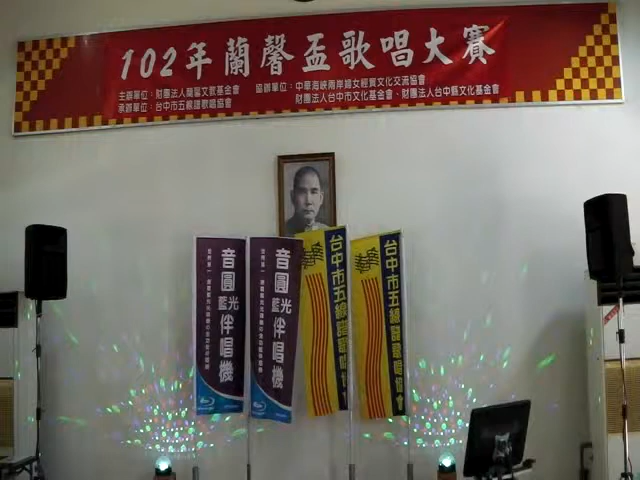 102年蘭馨盃歌唱大賽
主辦單位：財團法人蘭馨文教基金會
協辦單位：中華海峽兩岸婦女經貿文化交流協會
承辦單位：台中市五線譜歌唱協會
財團法人台中市文化基金會、財團法人台中縣文化基金會
音圓
藍光
伴唱機
音圓
藍光
伴唱機
台中市五線譜歌唱協會
台中市五線譜歌唱協會